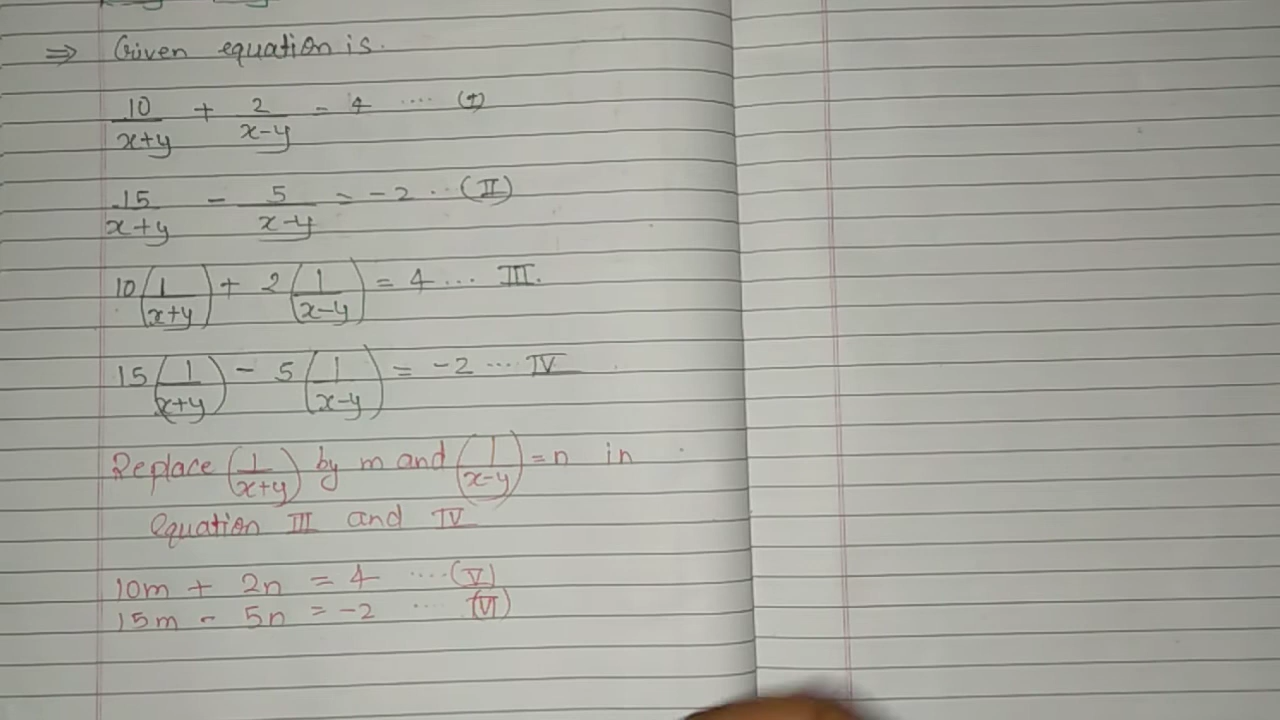 ⇒ Given equation is.
10/x+y + 2/x-y = 4 .... (I)
15/x+y - 5/x-y = -2 .. (II)
10(1/x+y) + 2(1/x-y) = 4 ... III.
15(1/x+y) - 5(1/x-y) = -2 ... IV
Replace (1/x+y) by m and (1/x-y) = n in
equation III and IV
10m + 2n = 4 ....(V)
15m - 5n = -2 .... (VI)